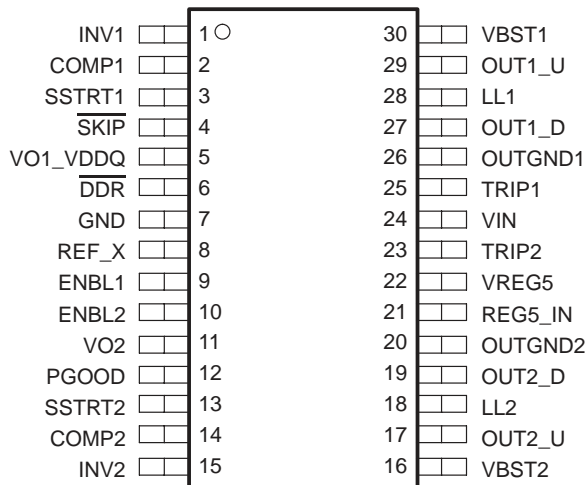 INV1 1 30 VBST1
COMP1 2 29 OUT1_U
SSTRT1 3 28 LL1
SKIP 4 27 OUT1_D
VO1_VDDQ 5 26 OUTGND1
DDR 6 25 TRIP1
GND 7 24 VIN
REF_X 8 23 TRIP2
ENBL1 9 22 VREG5
ENBL2 10 21 REG5_IN
VO2 11 20 OUTGND2
PGOOD 12 19 OUT2_D
SSTRT2 13 18 LL2
COMP2 14 17 OUT2_U
INV2 15 16 VBST2